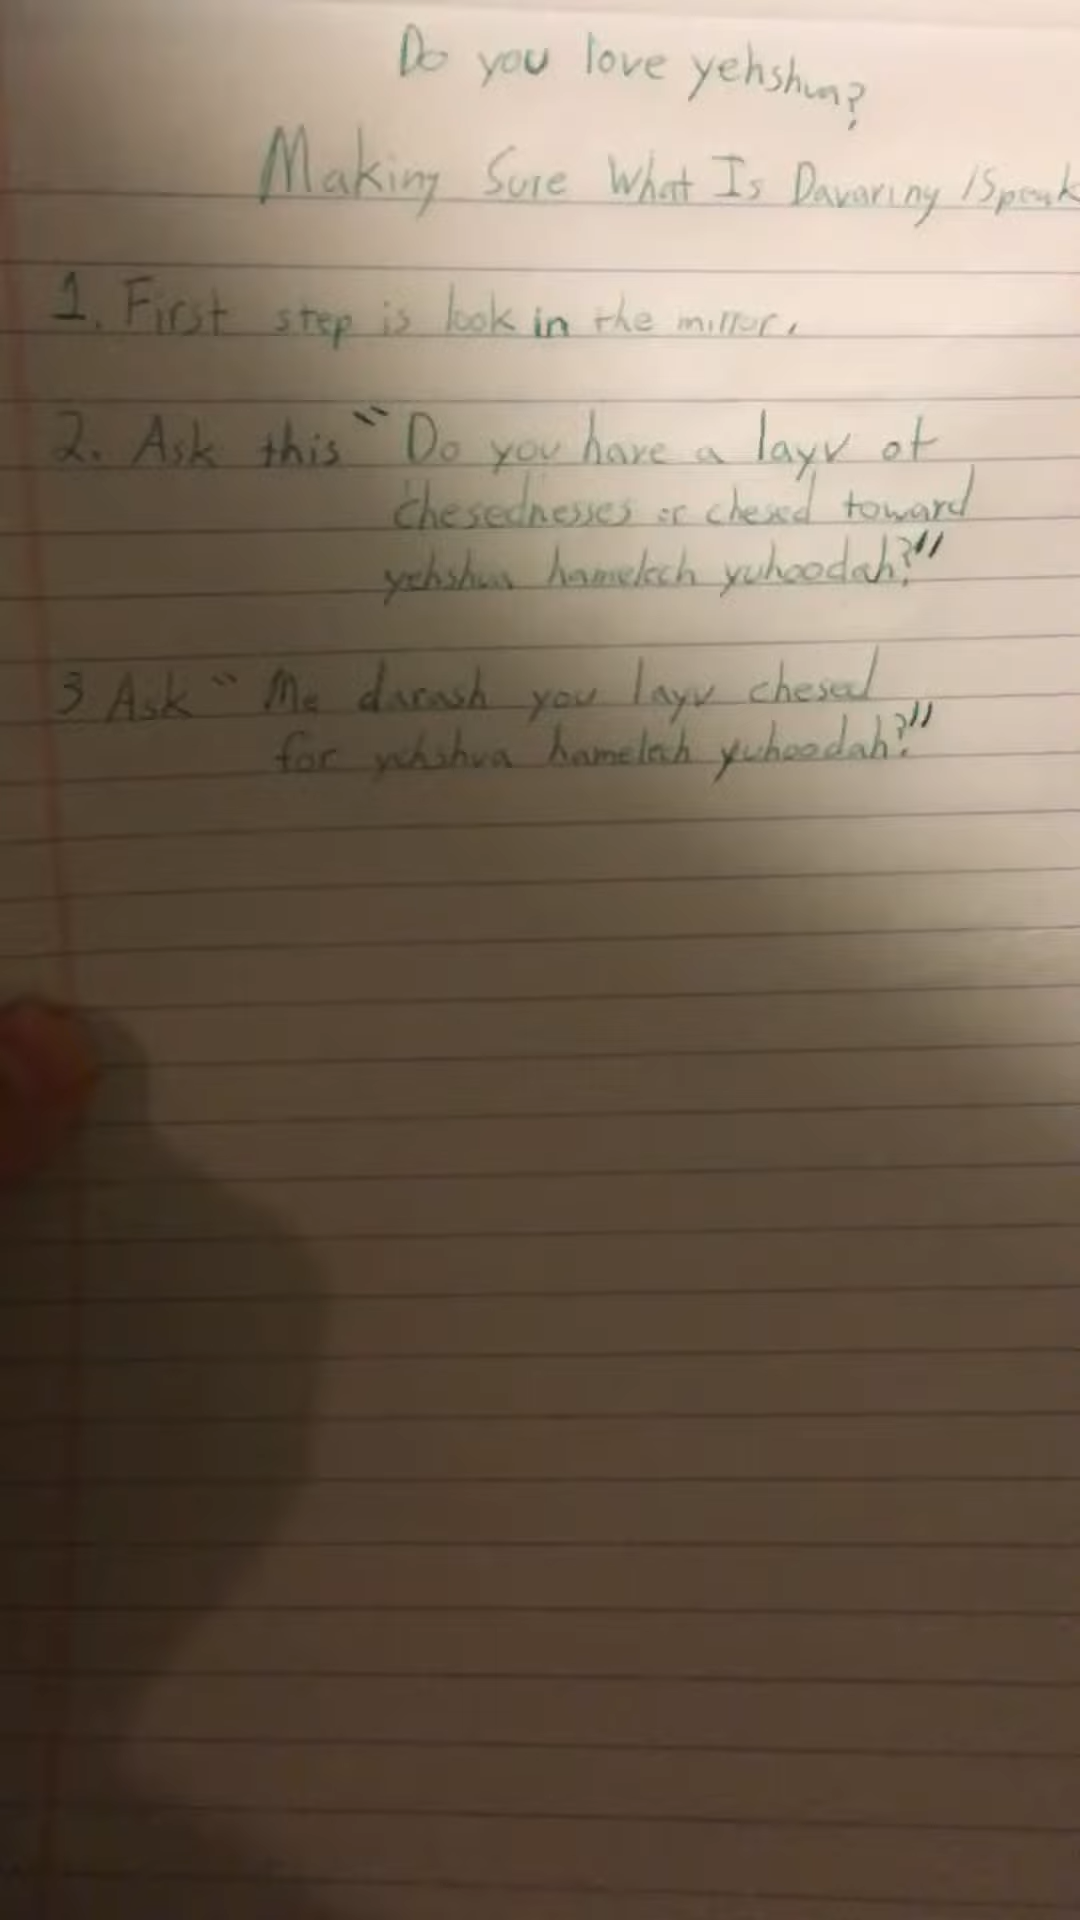 Do you love yehshua?
Making Sure What Is Davaring /Speak
1. First step is look in the mirror.
2. Ask this "Do you have a layv of
chesednesses or chesed toward
yehshua hamelech yuhoodah?"
3 Ask "Me darash you layv chesed
for yehshua hamelech yuhoodah?"